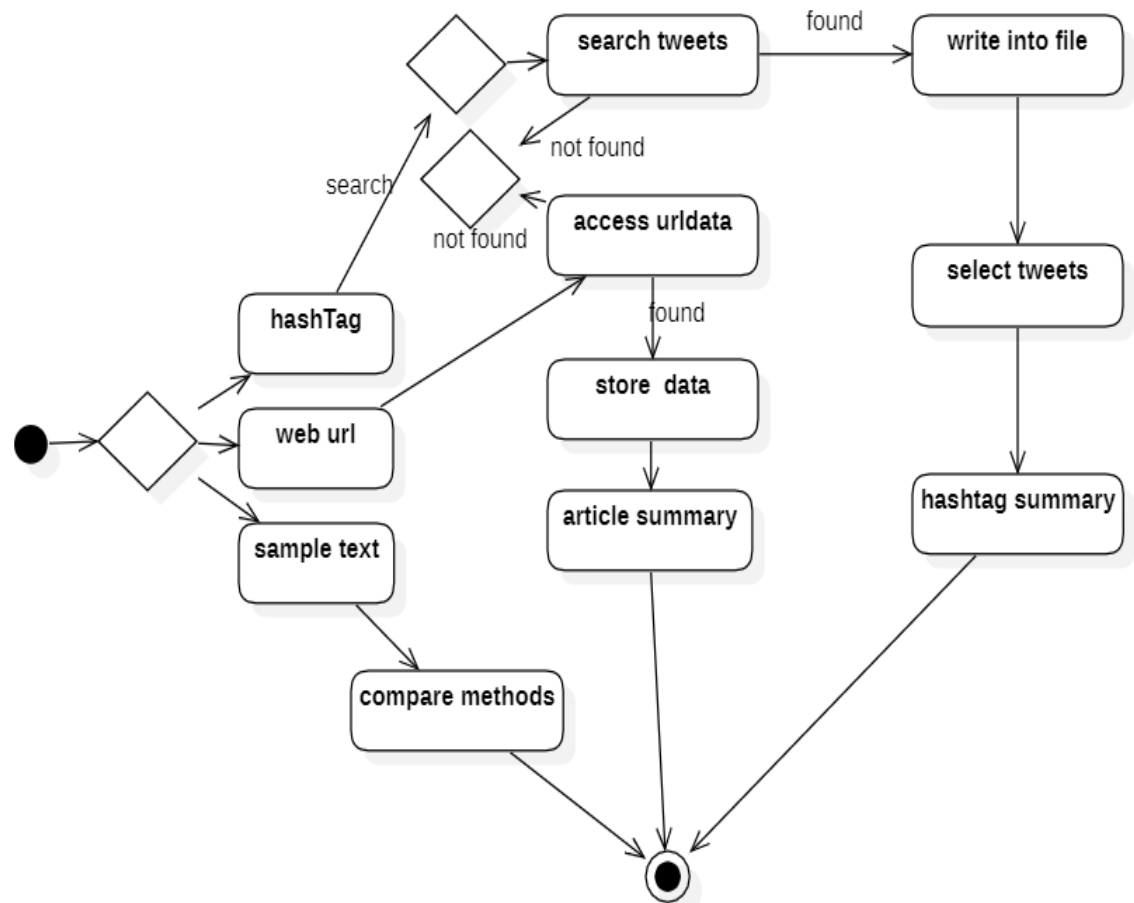 found
search tweets
write into file
not found
search
access urldata
not found
select tweets
found
hashTag
store  data
web url
article summary
hashtag summary
sample text
compare methods